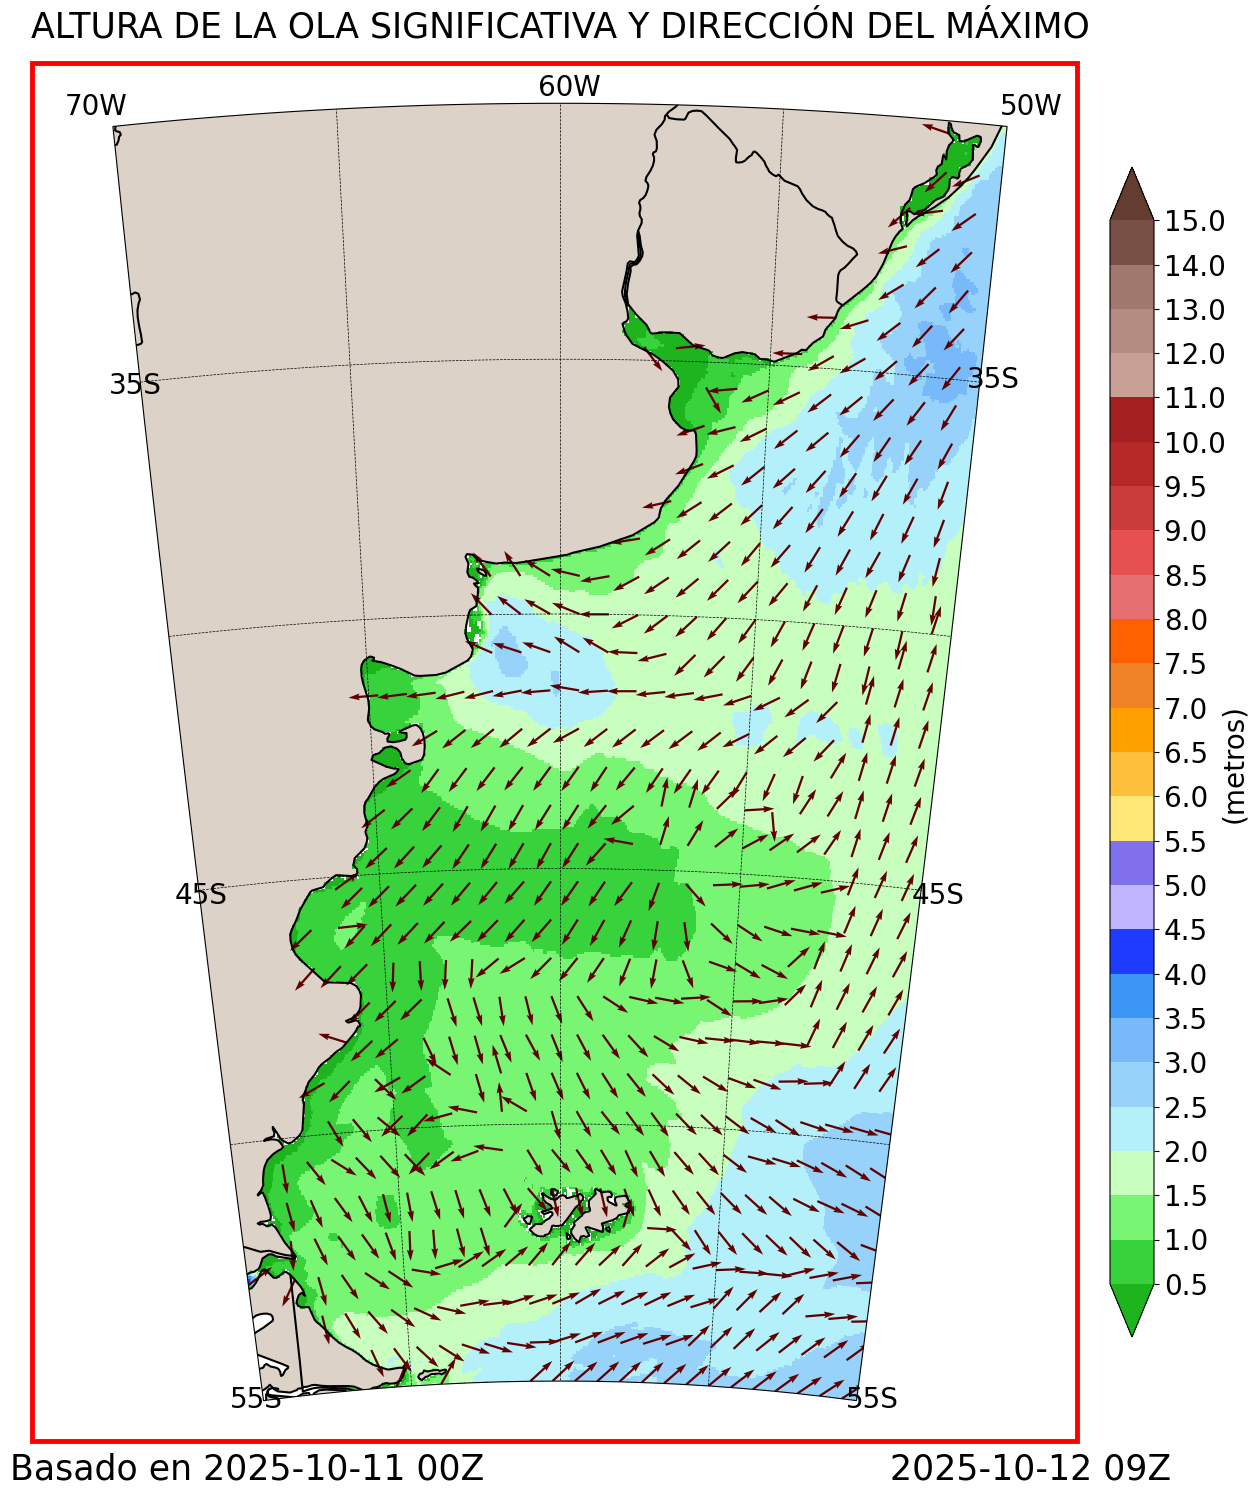 ALTURA DE LA OLA SIGNIFICATIVA Y DIRECCIÓN DEL MÁXIMO
70W
60W
50W
35S
35S
45S
45S
55S
55S
15.0
14.0
13.0
12.0
11.0
10.0
9.5
9.0
8.5
8.0
7.5
7.0
6.5
6.0
5.5
5.0
4.5
4.0
3.5
3.0
2.5
2.0
1.5
1.0
0.5
(metros)
Basado en 2025-10-11 00Z
2025-10-12 09Z